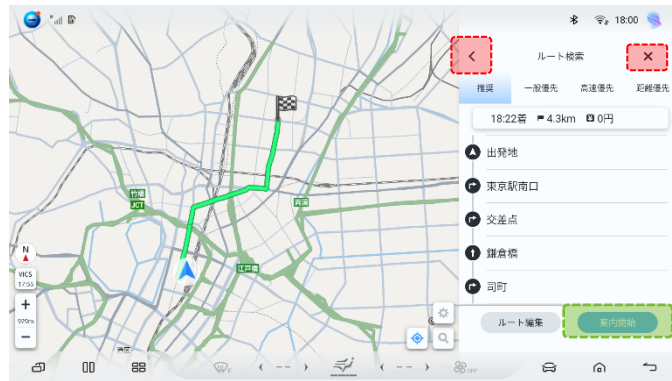 18:00
ルート検索
推奨 一般優先 高速優先 距離優先
18:22着 4.3km 0円
出発地
東京駅南口
交差点
鎌倉橋
司町
ルート編集 案内開始
竹橋
JCT
江戸橋
N
VICS
17:55
+
−
-- --
OFF